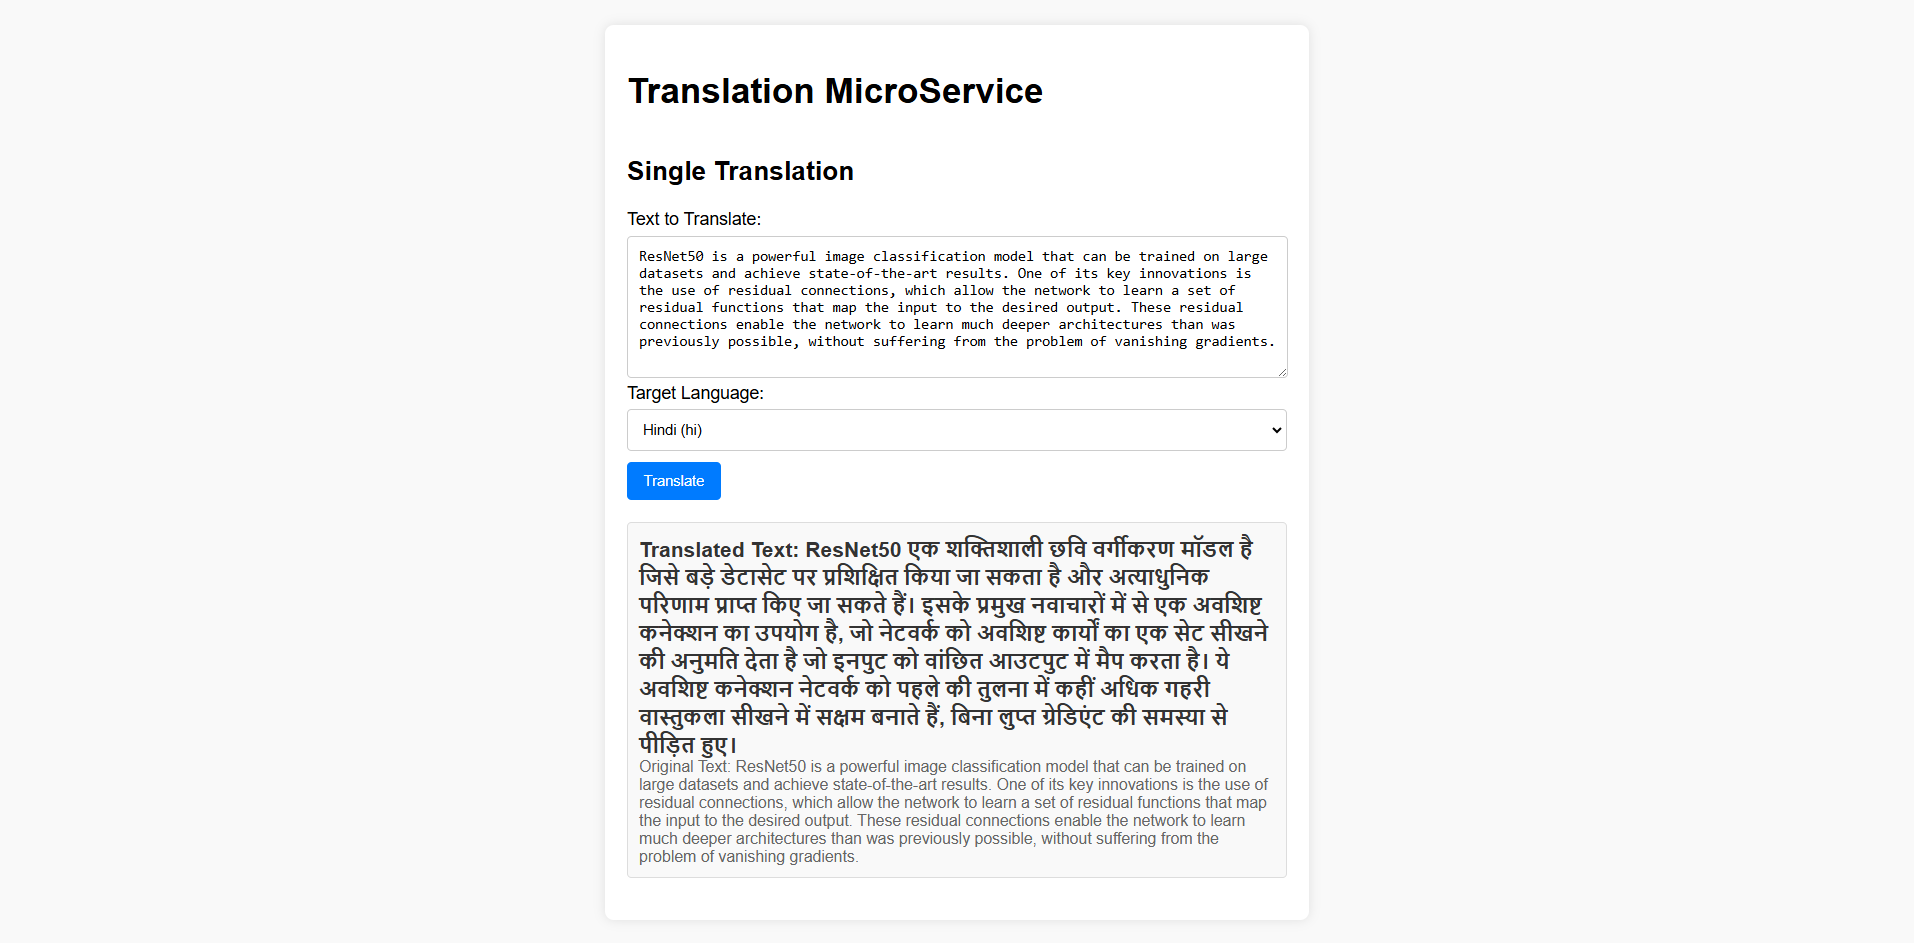 Translation MicroService
Single Translation
Text to Translate:
ResNet50 is a powerful image classification model that can be trained on large
datasets and achieve state-of-the-art results. One of its key innovations is
the use of residual connections, which allow the network to learn a set of
residual functions that map the input to the desired output. These residual
connections enable the network to learn much deeper architectures than was
previously possible, without suffering from the problem of vanishing gradients.
Target Language:
Hindi (hi)
Translate
Translated Text: ResNet50 एक शक्तिशाली छवि वर्गीकरण मॉडल है
जिसे बड़े डेटासेट पर प्रशिक्षित किया जा सकता है और अत्याधुनिक
परिणाम प्राप्त किए जा सकते हैं। इसके प्रमुख नवाचारों में से एक अवशिष्ट
कनेक्शन का उपयोग है, जो नेटवर्क को अवशिष्ट कार्यों का एक सेट सीखने
की अनुमति देता है जो इनपुट को वांछित आउटपुट में मैप करता है। ये
अवशिष्ट कनेक्शन नेटवर्क को पहले की तुलना में कहीं अधिक गहरी
वास्तुकला सीखने में सक्षम बनाते हैं, बिना लुप्त ग्रेडिएंट की समस्या से
पीड़ित हुए।
Original Text: ResNet50 is a powerful image classification model that can be trained on
large datasets and achieve state-of-the-art results. One of its key innovations is the use of
residual connections, which allow the network to learn a set of residual functions that map
the input to the desired output. These residual connections enable the network to learn
much deeper architectures than was previously possible, without suffering from the
problem of vanishing gradients.